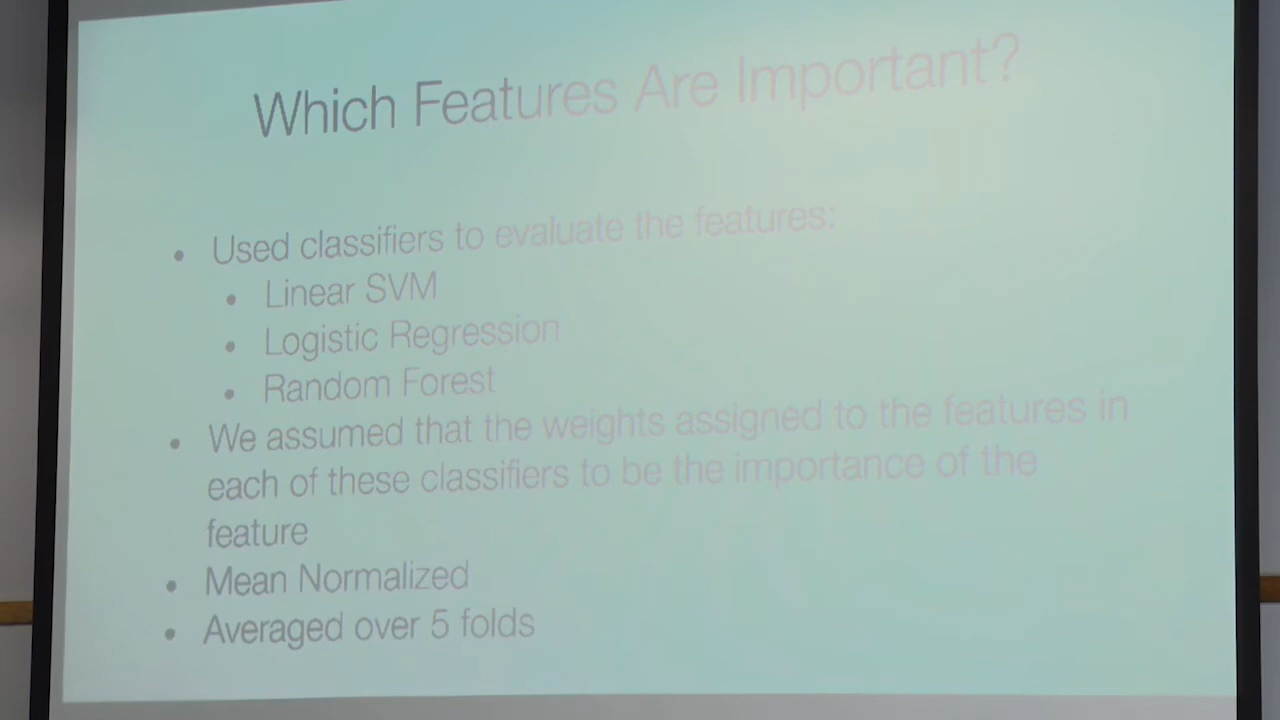 Which Features Are Important?
• Used classifiers to evaluate the features:
• Linear SVM
• Logistic Regression
• Random Forest
• We assumed that the weights assigned to the features in
each of these classifiers to be the importance of the
feature
• Mean Normalized
• Averaged over 5 folds